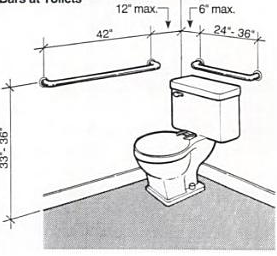 Bars at Toilets
12" max.
6" max.
42"
24"- 36"
33"- 36"